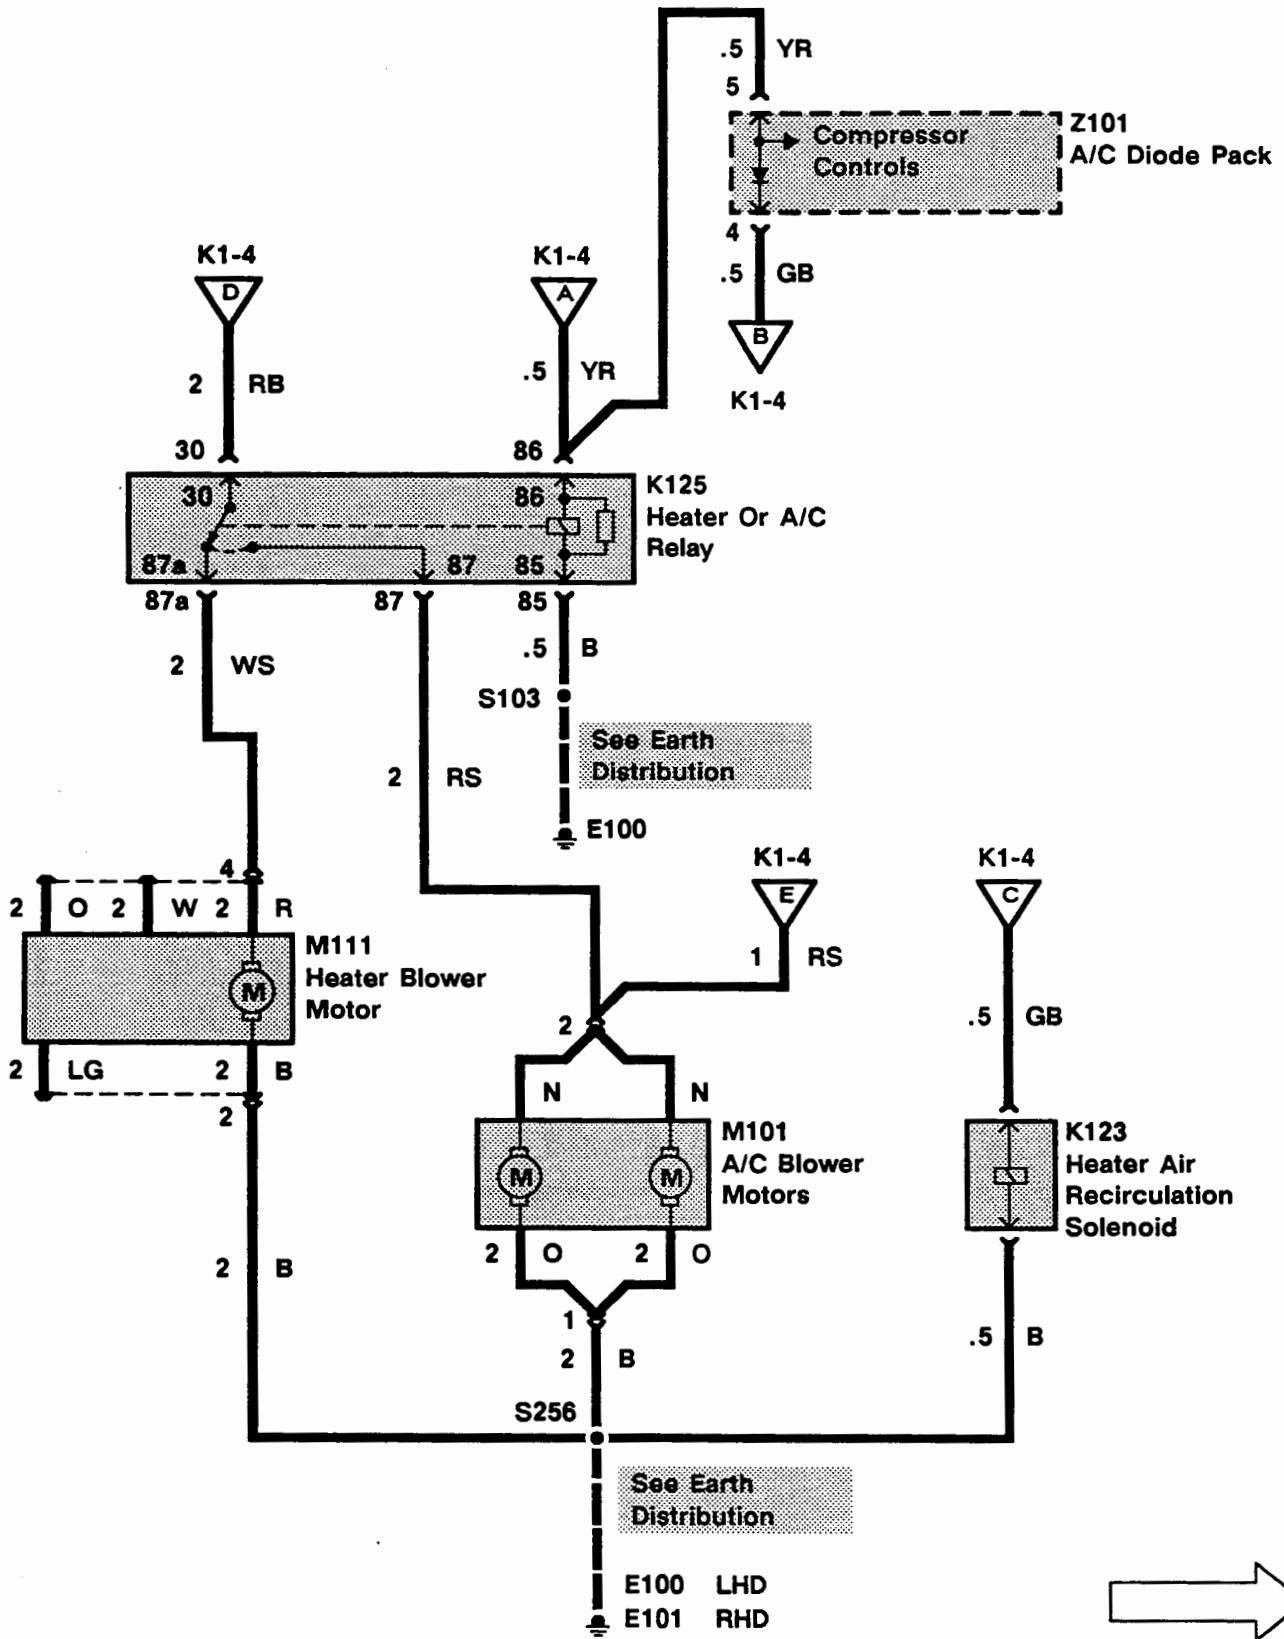 .5 YR
5
Compressor
Controls
Z101
A/C Diode Pack
4
.5 GB
B
K1-4
K1-4
D
2 RB
30
K1-4
A
.5 YR
86
30
86
87a
87
85
K125
Heater Or A/C
Relay
87a
87
85
2 WS
.5 B
S103
See Earth
Distribution
2 RS
E100
4
2 O 2 W 2 R
M111
Heater Blower
Motor
M
2 LG 2 B
2
K1-4
E
1 RS
K1-4
C
.5 GB
2
N N
M101
A/C Blower
Motors
M M
K123
Heater Air
Recirculation
Solenoid
2 O 2 O
2 B
1
2 B
.5 B
S256
See Earth
Distribution
E100 LHD
E101 RHD